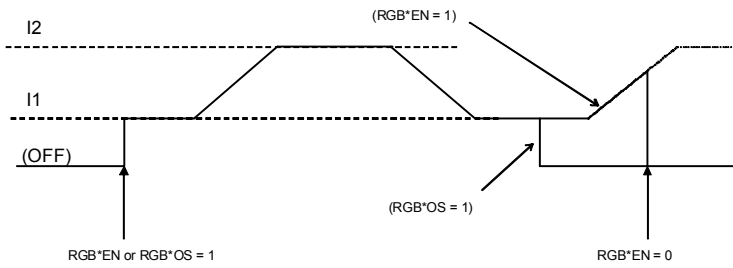 (RGB*EN = 1)
I2
I1
(OFF)
(RGB*OS = 1)
RGB*EN or RGB*OS = 1
RGB*EN = 0